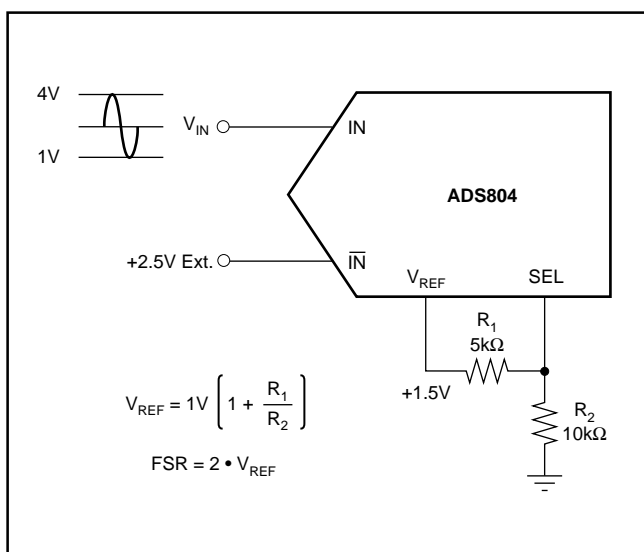 4V
1V
V_IN
IN
ADS804
+2.5V Ext.
I̅N̅
V_REF
SEL
R_1
5kΩ
+1.5V
R_2
10kΩ
V_REF = 1V (1 + R_1/R_2)
FSR = 2 • V_REF